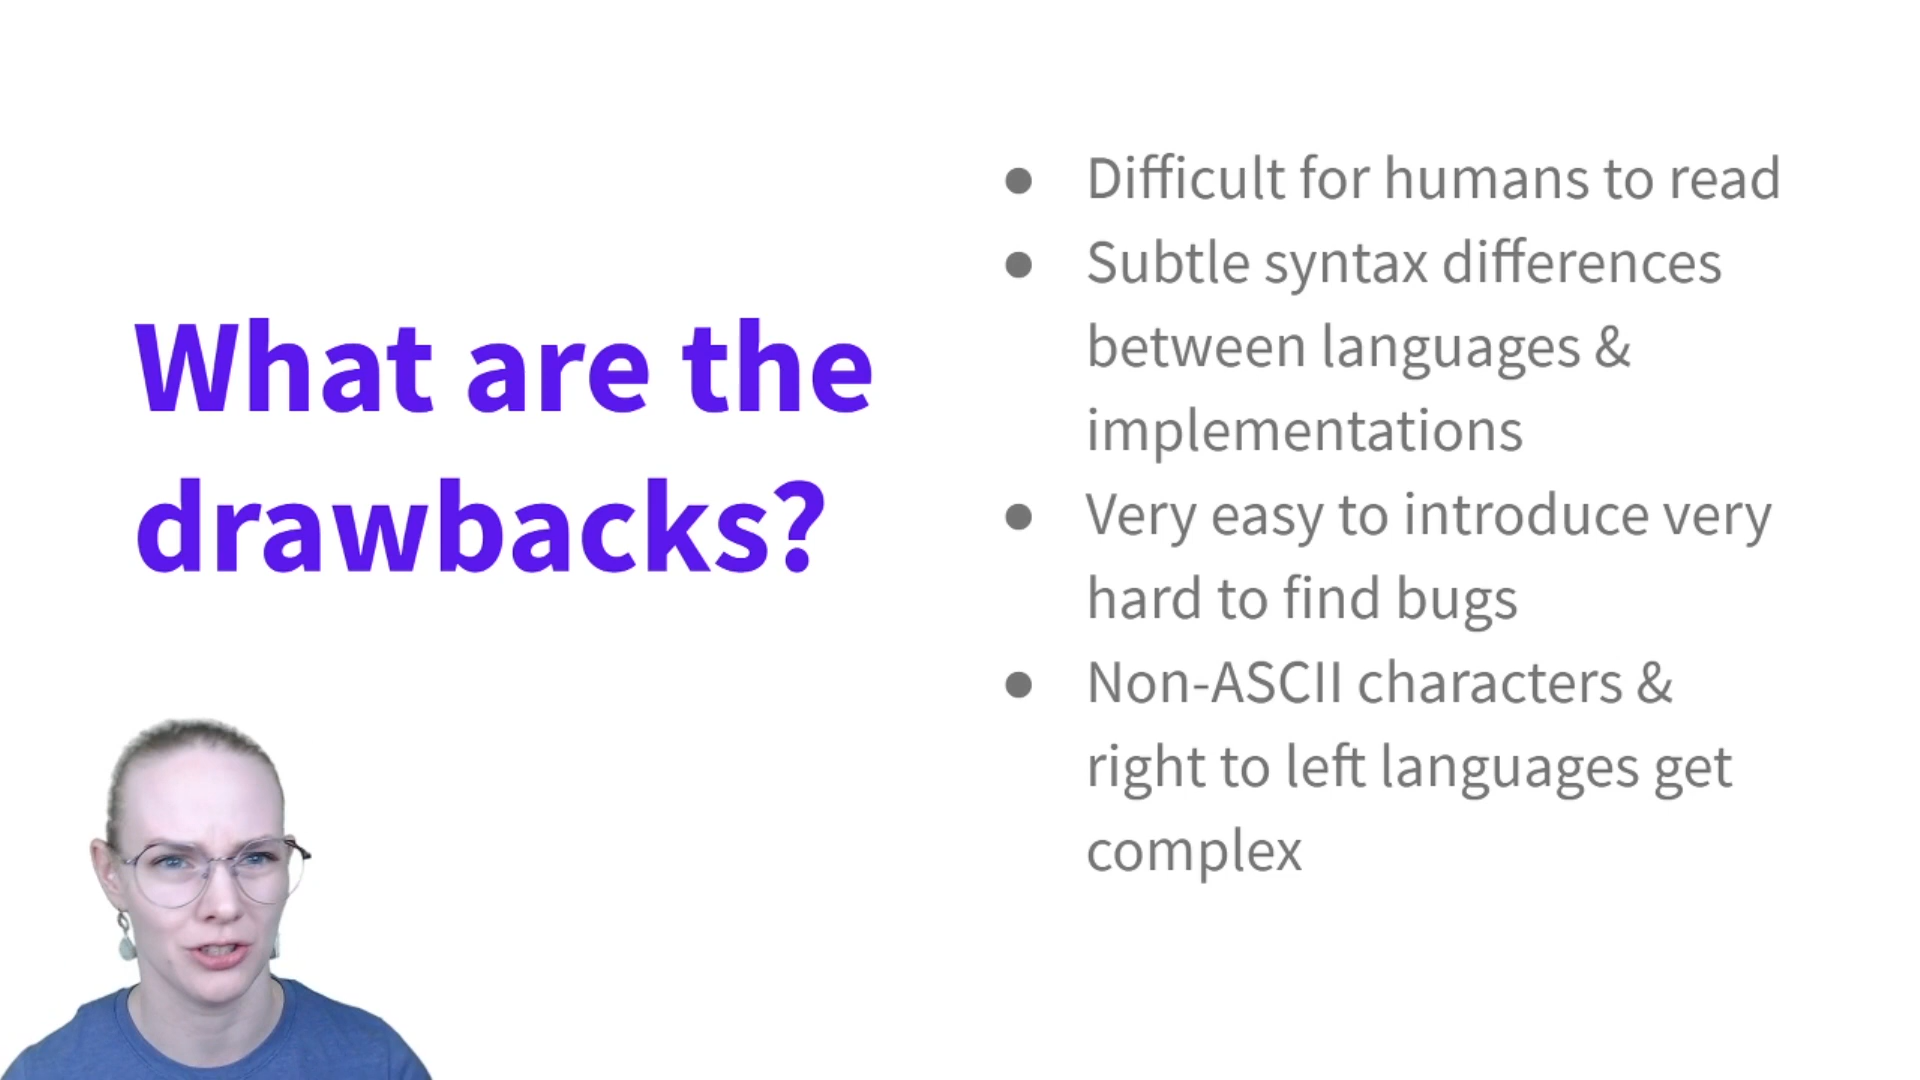 What are the
drawbacks?
● Difficult for humans to read
● Subtle syntax differences
between languages &
implementations
● Very easy to introduce very
hard to find bugs
● Non-ASCII characters &
right to left languages get
complex